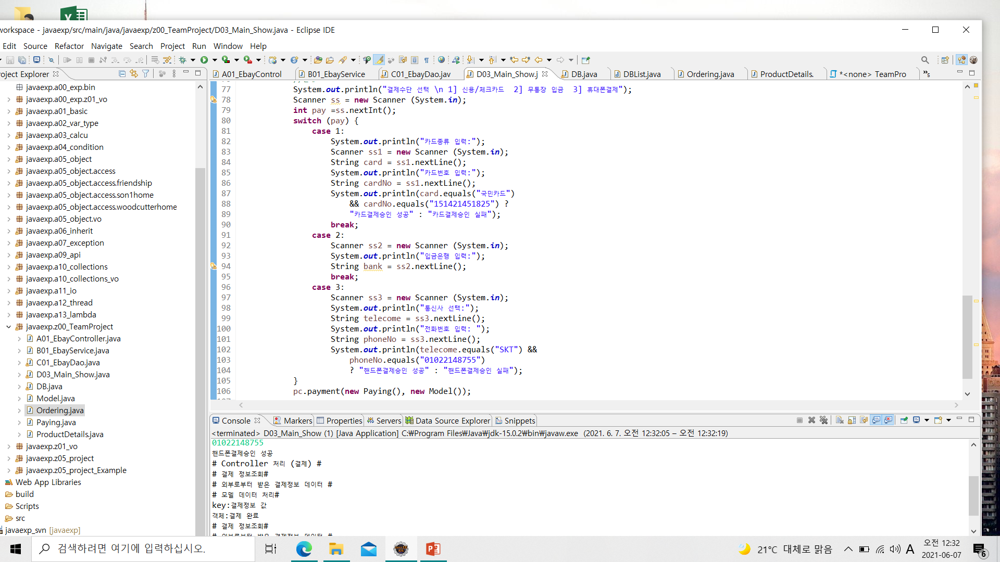 workspace - javaexp/src/main/java/javaexp/z00_TeamProject/D03_Main_Show.java - Eclipse IDE
Edit Source Refactor Navigate Search Project Run Window Help
roject Explorer
A01_EbayControl
B01_EbayService
C01_EbayDao.jav
D03_Main_Show.j
DB.java
DBList.java
Ordering.java
ProductDetails.
*<none> TeamPro
»5
javaexp.a00_exp.bin
javaexp.a00_exp.z01_vo
javaexp.a01_basic
javaexp.a02_var_type
javaexp.a03_calcu
javaexp.a04_condition
javaexp.a05_object
javaexp.a05_object.access
javaexp.a05_object.access.friendship
javaexp.a05_object.access.son1home
javaexp.a05_object.access.woodcutterhome
javaexp.a05_object.vo
javaexp.a06_inherit
javaexp.a07_exception
javaexp.a09_api
javaexp.a10_collections
javaexp.a10_collections_vo
javaexp.a11_io
javaexp.a12_thread
javaexp.a13_lambda
javaexp.z00_TeamProject
A01_EbayController.java
B01_EbayService.java
C01_EbayDao.java
D03_Main_Show.java
DB.java
Model.java
Ordering.java
Paying.java
ProductDetails.java
javaexp.z01_vo
javaexp.z05_project
javaexp.z05_project_Example
Web App Libraries
build
Scripts
src
javaexp_svn [javaexp]
77 System.out.println("결제수단 선택 \n 1] 신용/체크카드  2] 무통장 입금  3] 휴대폰결제");
78 Scanner ss = new Scanner (System.in);
79 int pay =ss.nextInt();
80 switch (pay) {
81 case 1:
82 System.out.println("카드종류 입력:");
83 Scanner ss1 = new Scanner (System.in);
84 String card = ss1.nextLine();
85 System.out.println("카드번호 입력:");
86 String cardNo = ss1.nextLine();
87 System.out.println(card.equals("국민카드")
88 && cardNo.equals("151421451825") ?
89 "카드결제승인 성공" : "카드결제승인 실패");
90 break;
91 case 2:
92 Scanner ss2 = new Scanner (System.in);
93 System.out.println("입금은행 입력:");
94 String bank = ss2.nextLine();
95 break;
96 case 3:
97 Scanner ss3 = new Scanner (System.in);
98 System.out.println("통신사 선택:");
99 String telecome = ss3.nextLine();
100 System.out.println("전화번호 입력: ");
101 String phoneNo = ss3.nextLine();
102 System.out.println(telecome.equals("SKT") &&
103 phoneNo.equals("01022148755")
104 ? "핸드폰결제승인 성공" : "핸드폰결제승인 실패");
105 }
106 pc.payment(new Paying(), new Model());
Console Markers Properties Servers Data Source Explorer Snippets
<terminated> D03_Main_Show (1) [Java Application] C:₩Program Files₩Java₩jdk-15.0.2₩bin₩javaw.exe (2021. 6. 7. 오전 12:32:05 – 오전 12:32:19)
01022148755
핸드폰결제승인 성공
# Controller 처리 (결제) #
# 결제 정보조회#
# 외부로부터 받은 결제정보 데이터 #
# 모델 데이터 처리#
key:결제정보 값
객체:결제 완료
# 결제 정보조회#
# 외부로부터 받은 결제정보 데이터 #
검색하려면 여기에 입력하십시오.
21°C 대체로 맑음
A
오전 12:32
2021-06-07
6